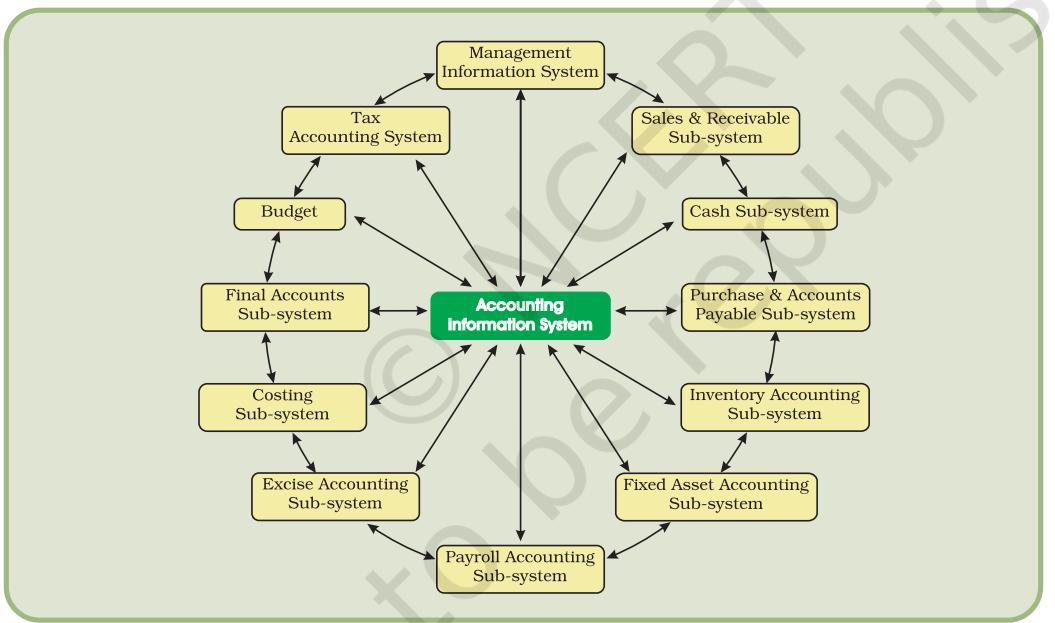 Management
Information System
Tax
Accounting System
Sales & Receivable
Sub-system
Budget
Cash Sub-system
Final Accounts
Sub-system
Accounting
Information System
Purchase & Accounts
Payable Sub-system
Costing
Sub-system
Inventory Accounting
Sub-system
Excise Accounting
Sub-system
Fixed Asset Accounting
Sub-system
Payroll Accounting
Sub-system
© NCERT
to be republis